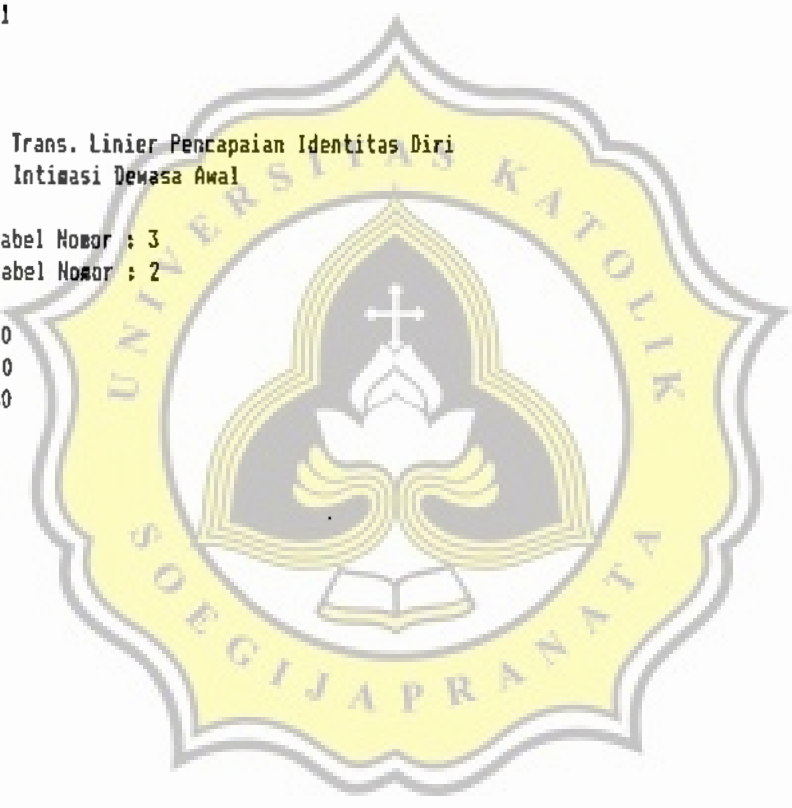 1
Trans. Linier Pencapaian Identitas Diri
Intimasi Dewasa Awal
abel Nomor : 3
abel Nomor : 2
0
0
0
UNIVERSITAS KATOLIK
SOEGIJAPRANATA